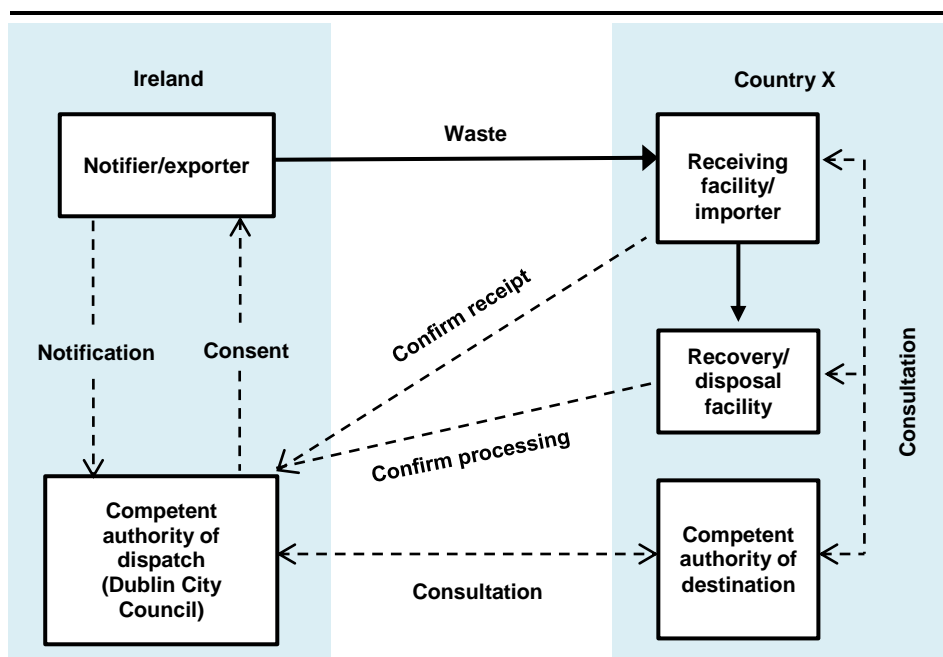 Ireland
Country X
Notifier/exporter
Waste
Receiving
facility/
importer
Confirm receipt
Notification
Consent
Recovery/
disposal
facility
Consultation
Confirm processing
Competent
authority of
dispatch
(Dublin City
Council)
Consultation
Competent
authority of
destination